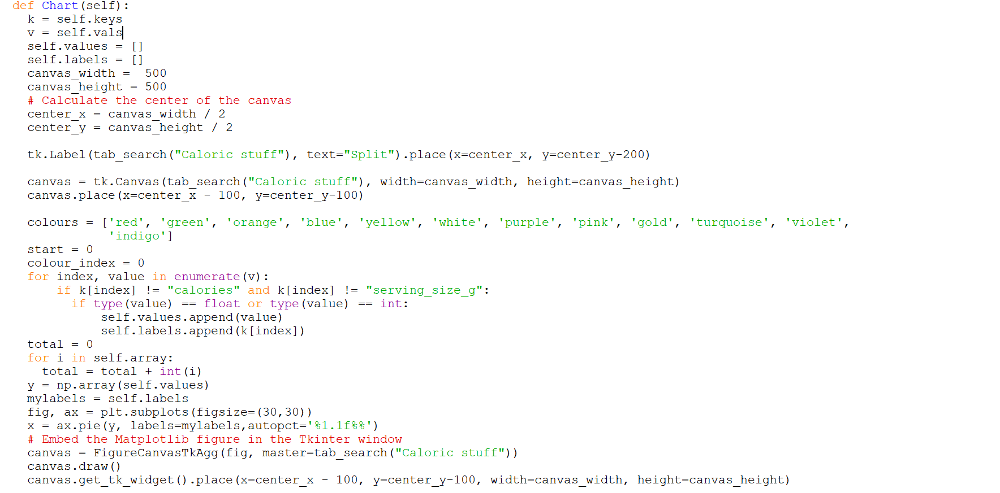 def Chart(self):
  k = self.keys
  v = self.vals
  self.values = []
  self.labels = []
  canvas_width =  500
  canvas_height = 500
  # Calculate the center of the canvas
  center_x = canvas_width / 2
  center_y = canvas_height / 2

  tk.Label(tab_search("Caloric stuff"), text="Split").place(x=center_x, y=center_y-200)

  canvas = tk.Canvas(tab_search("Caloric stuff"), width=canvas_width, height=canvas_height)
  canvas.place(x=center_x - 100, y=center_y-100)

  colours = ['red', 'green', 'orange', 'blue', 'yellow', 'white', 'purple', 'pink', 'gold', 'turquoise', 'violet',
             'indigo']
  start = 0
  colour_index = 0
  for index, value in enumerate(v):
      if k[index] != "calories" and k[index] != "serving_size_g":
        if type(value) == float or type(value) == int:
            self.values.append(value)
            self.labels.append(k[index])
  total = 0
  for i in self.array:
    total = total + int(i)
  y = np.array(self.values)
  mylabels = self.labels
  fig, ax = plt.subplots(figsize=(30,30))
  x = ax.pie(y, labels=mylabels,autopct='%1.1f%%')
  # Embed the Matplotlib figure in the Tkinter window
  canvas = FigureCanvasTkAgg(fig, master=tab_search("Caloric stuff"))
  canvas.draw()
  canvas.get_tk_widget().place(x=center_x - 100, y=center_y-100, width=canvas_width, height=canvas_height)